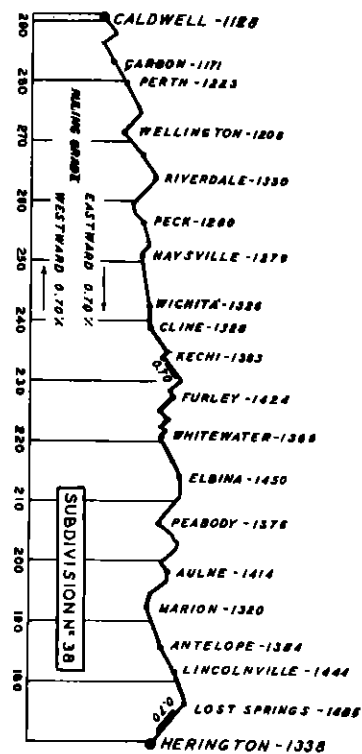 CALDWELL - 1128
CARBON - 1171
PERTH - 1223
WELLINGTON - 1208
RIVERDALE - 1330
PECK - 1280
HAYSVILLE - 1279
WICHITA - 1326
CLINE - 1328
KECHI - 1383
0.70
FURLEY - 1424
WHITEWATER - 1368
ELBINA - 1450
PEABODY - 1376
AULNE - 1414
MARION - 1320
ANTELOPE - 1384
LINCOLNVILLE - 1444
LOST SPRINGS - 1485
0.70
HERINGTON - 1338
RULING GRADE
EASTWARD 0.70%
WESTWARD 0.70%
SUBDIVISION Nº 38
290
280
270
260
250
240
230
220
210
200
190
180